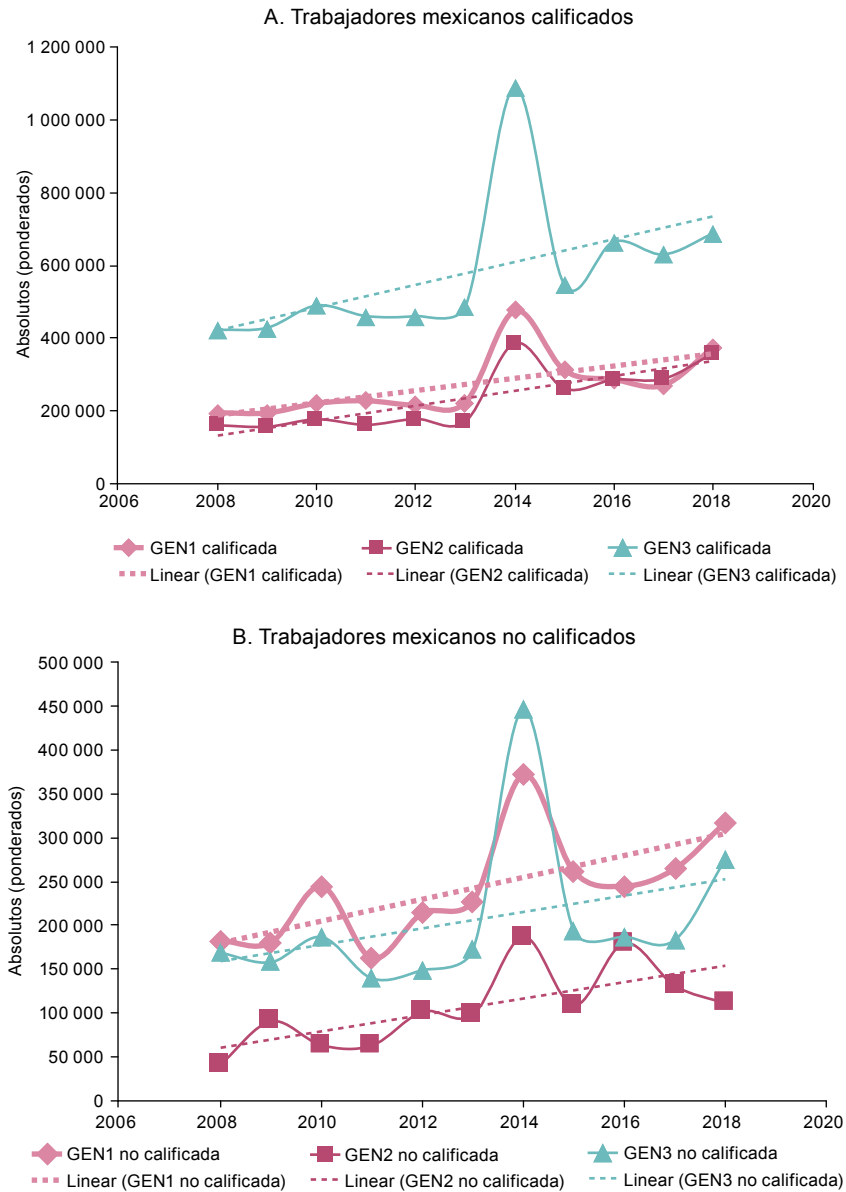 A. Trabajadores mexicanos calificados
1 200 000
1 000 000
800 000
600 000
400 000
200 000
0
Absolutos (ponderados)
2006 2008 2010 2012 2014 2016 2018 2020
GEN1 calificada GEN2 calificada GEN3 calificada
Linear (GEN1 calificada) Linear (GEN2 calificada) Linear (GEN3 calificada)
B. Trabajadores mexicanos no calificados
500 000
450 000
400 000
350 000
300 000
250 000
200 000
150 000
100 000
50 000
0
Absolutos (ponderados)
2006 2008 2010 2012 2014 2016 2018 2020
GEN1 no calificada GEN2 no calificada GEN3 no calificada
Linear (GEN1 no calificada) Linear (GEN2 no calificada) Linear (GEN3 no calificada)